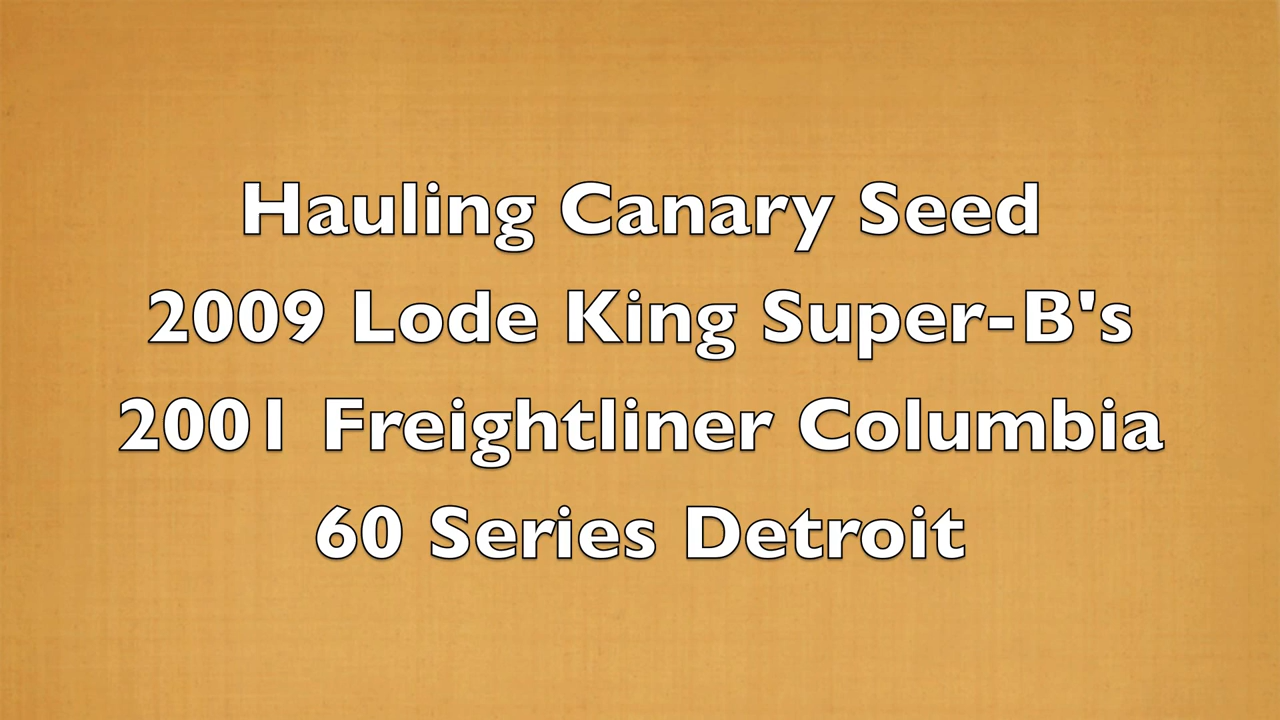 Hauling Canary Seed
2009 Lode King Super-B's
2001 Freightliner Columbia
60 Series Detroit